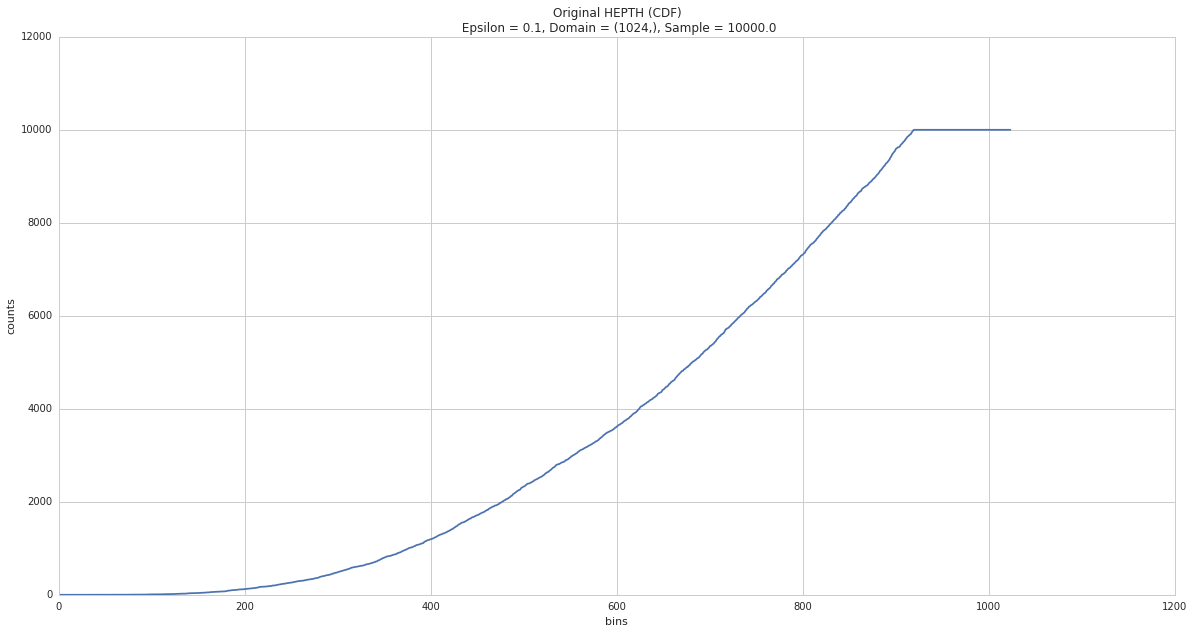 Original HEPTH (CDF)
Epsilon = 0.1, Domain = (1024,), Sample = 10000.0
12000
10000
8000
6000
4000
2000
0
counts
0 200 400 600 800 1000 1200
bins